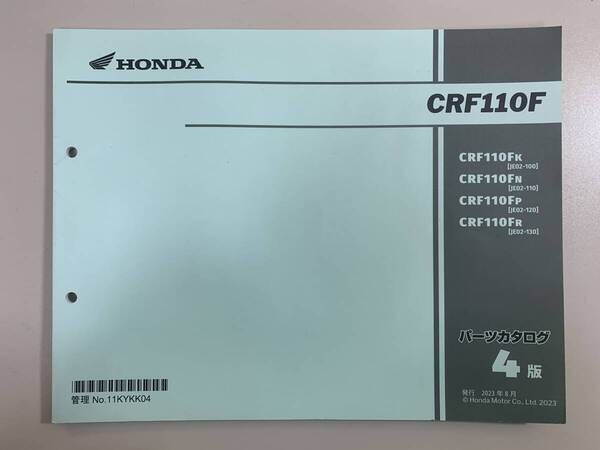 HONDA
CRF110F
CRF110FK
[JE02-100]
CRF110FN
[JE02-110]
CRF110FP
[JE02-120]
CRF110FR
[JE02-130]
パーツカタログ
4版
発行 2023年8月
© Honda Motor Co., Ltd. 2023
管理 No.11KYKK04